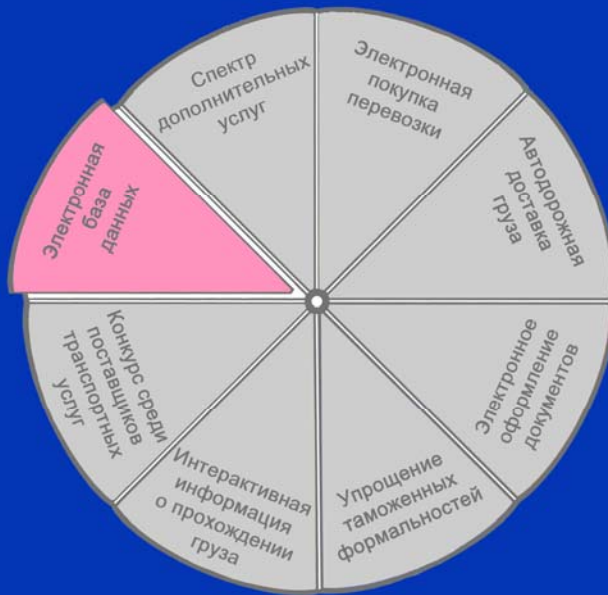 Спектр
дополнительных
услуг
Электронная
покупка
перевозки
Автодорожная
доставка
груза
Электронное
оформление
документов
Упрощение
таможенных
формальностей
Интерактивная
информация
о прохождении
груза
Конкурс среди
поставщиков
транспортных
услуг
Электронная
база
данных